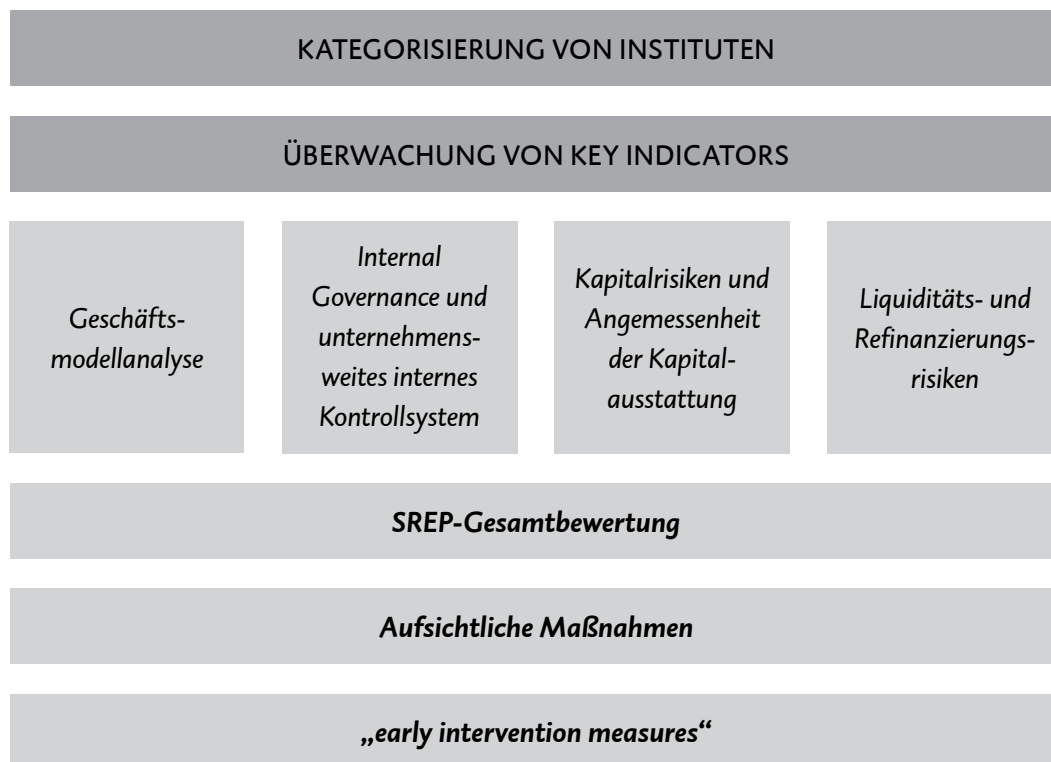 KATEGORISIERUNG VON INSTITUTEN
ÜBERWACHUNG VON KEY INDICATORS
Geschäfts-
modellanalyse
Internal
Governance und
unternehmens-
weites internes
Kontrollsystem
Kapitalrisiken und
Angemessenheit
der Kapital-
ausstattung
Liquiditäts- und
Refinanzierungs-
risiken
SREP-Gesamtbewertung
Aufsichtliche Maßnahmen
„early intervention measures“